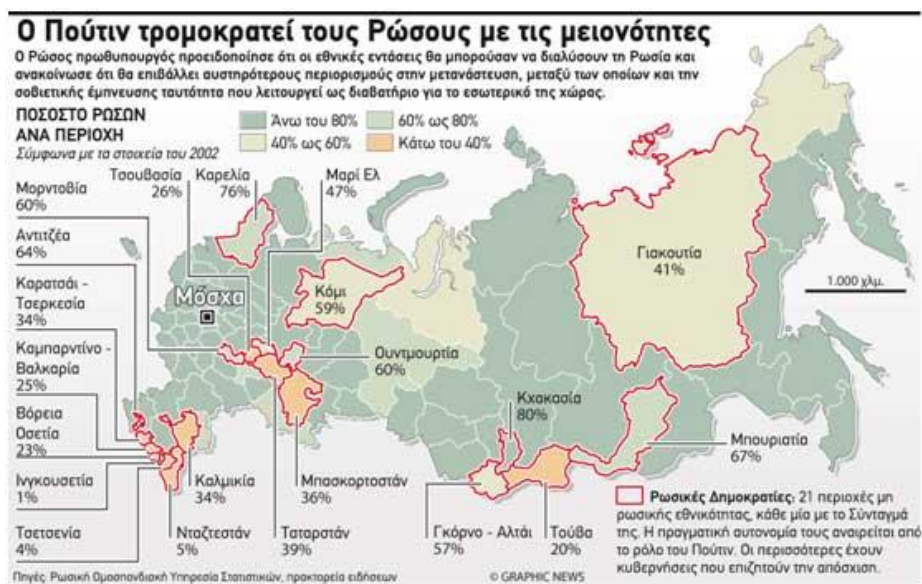 Ο Πούτιν τρομοκρατεί τους Ρώσους με τις μειονότητες
Ο Ρώσος πρωθυπουργός προειδοποίησε ότι οι εθνικές εντάσεις θα μπορούσαν να διαλύσουν τη Ρωσία και
ανακοίνωσε ότι θα επιβάλλει αυστηρότερους περιορισμούς στην μετανάστευση, μεταξύ των οποίων και την
σοβιετικής έμπνευσης ταυτότητα που λειτουργεί ως διαβατήριο για το εσωτερικό της χώρας.
ΠΟΣΟΣΤΟ ΡΩΣΩΝ
ΑΝΑ ΠΕΡΙΟΧΗ
Σύμφωνα με τα στοιχεία του 2002
Άνω του 80%
60% ως 80%
40% ως 60%
Κάτω του 40%
Μορντοβία
60%
Τσουβασία
26%
Καρελία
76%
Μαρί Ελ
47%
Αντιτζέα
64%
Καρατσάι -
Τσερκεσία
34%
Καμπαρντίνο -
Βαλκαρία
25%
Βόρεια
Οσετία
23%
Ινγκουσετία
1%
Τσετσενία
4%
Μόσχα
Κόμι
59%
Γιακουτία
41%
1.000 χλμ.
Ουντμουρτία
60%
Κχακασία
80%
Μπουριατία
67%
Καλμικία
34%
Νταζτεστάν
5%
Μπασκορτοστάν
36%
Ταταρστάν
39%
Γκόρνο - Αλτάι
57%
Τούβα
20%
Ρωσικές Δημοκρατίες: 21 περιοχές μη
ρωσικής εθνικότητας, κάθε μία με το Σύνταγμά
της. Η πραγματική αυτονομία τους αναιρείται από
το ρόλο του Πούτιν. Οι περισσότερες έχουν
κυβερνήσεις που επιζητούν την απόσχιση.
Πηγές: Ρωσική Ομοσπονδιακή Υπηρεσία Στατιστικών, πρακτορεία ειδήσεων
© GRAPHIC NEWS